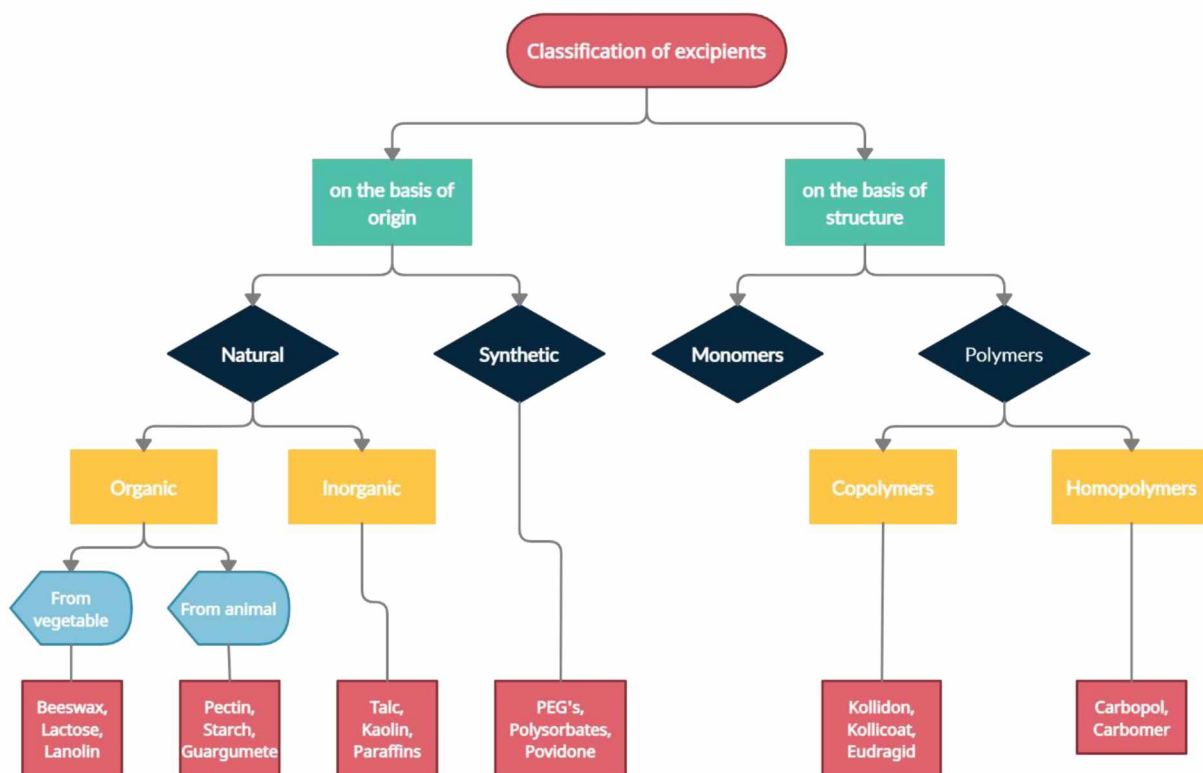 Classification of excipients
on the basis of
origin
on the basis of
structure
Natural
Synthetic
Monomers
Polymers
Organic
Inorganic
Copolymers
Homopolymers
From
vegetable
From animal
Beeswax,
Lactose,
Lanolin
Pectin,
Starch,
Guargumete
Talc,
Kaolin,
Paraffins
PEG's,
Polysorbates,
Povidone
Kollidon,
Kollicoat,
Eudragid
Carbopol,
Carbomer